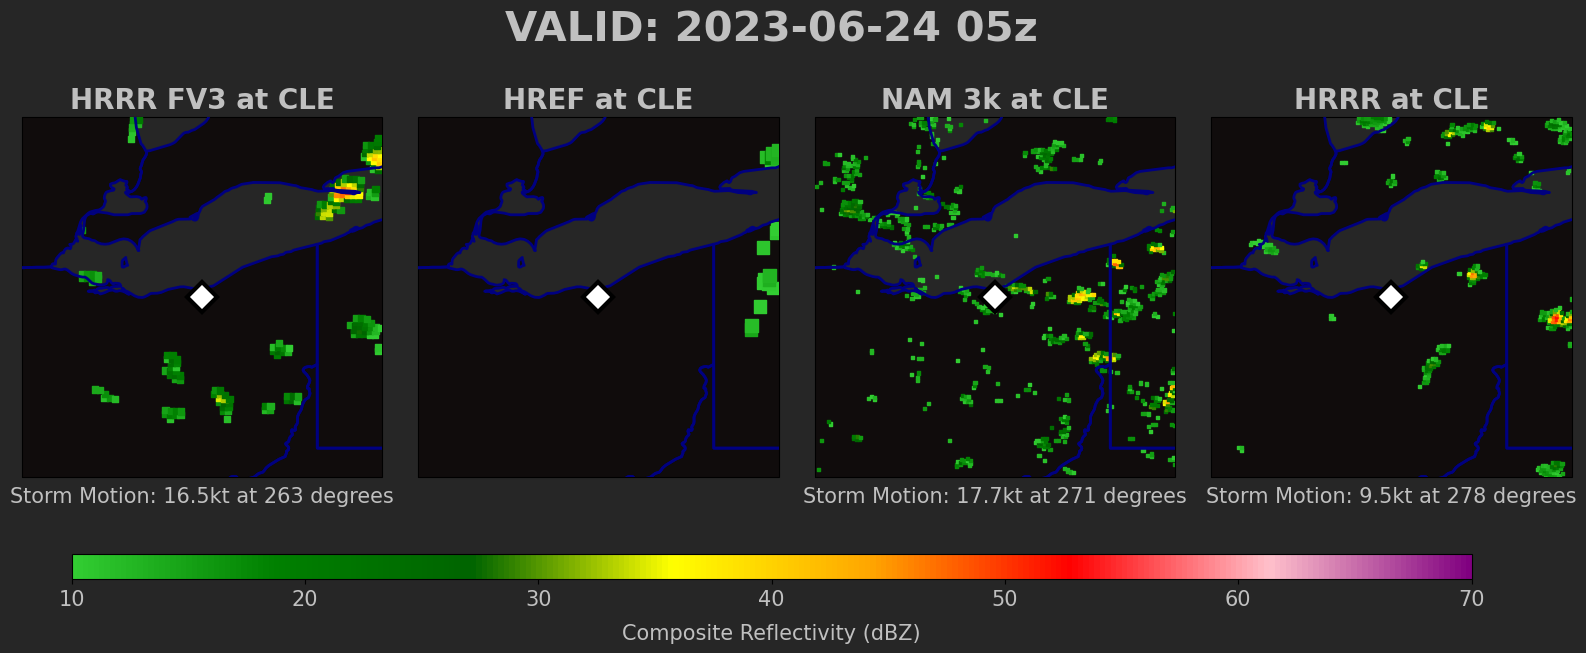 VALID: 2023-06-24 05z
HRRR FV3 at CLE
HREF at CLE
NAM 3k at CLE
HRRR at CLE
Storm Motion: 16.5kt at 263 degrees
Storm Motion: 17.7kt at 271 degrees
Storm Motion: 9.5kt at 278 degrees
10 20 30 40 50 60 70
Composite Reflectivity (dBZ)